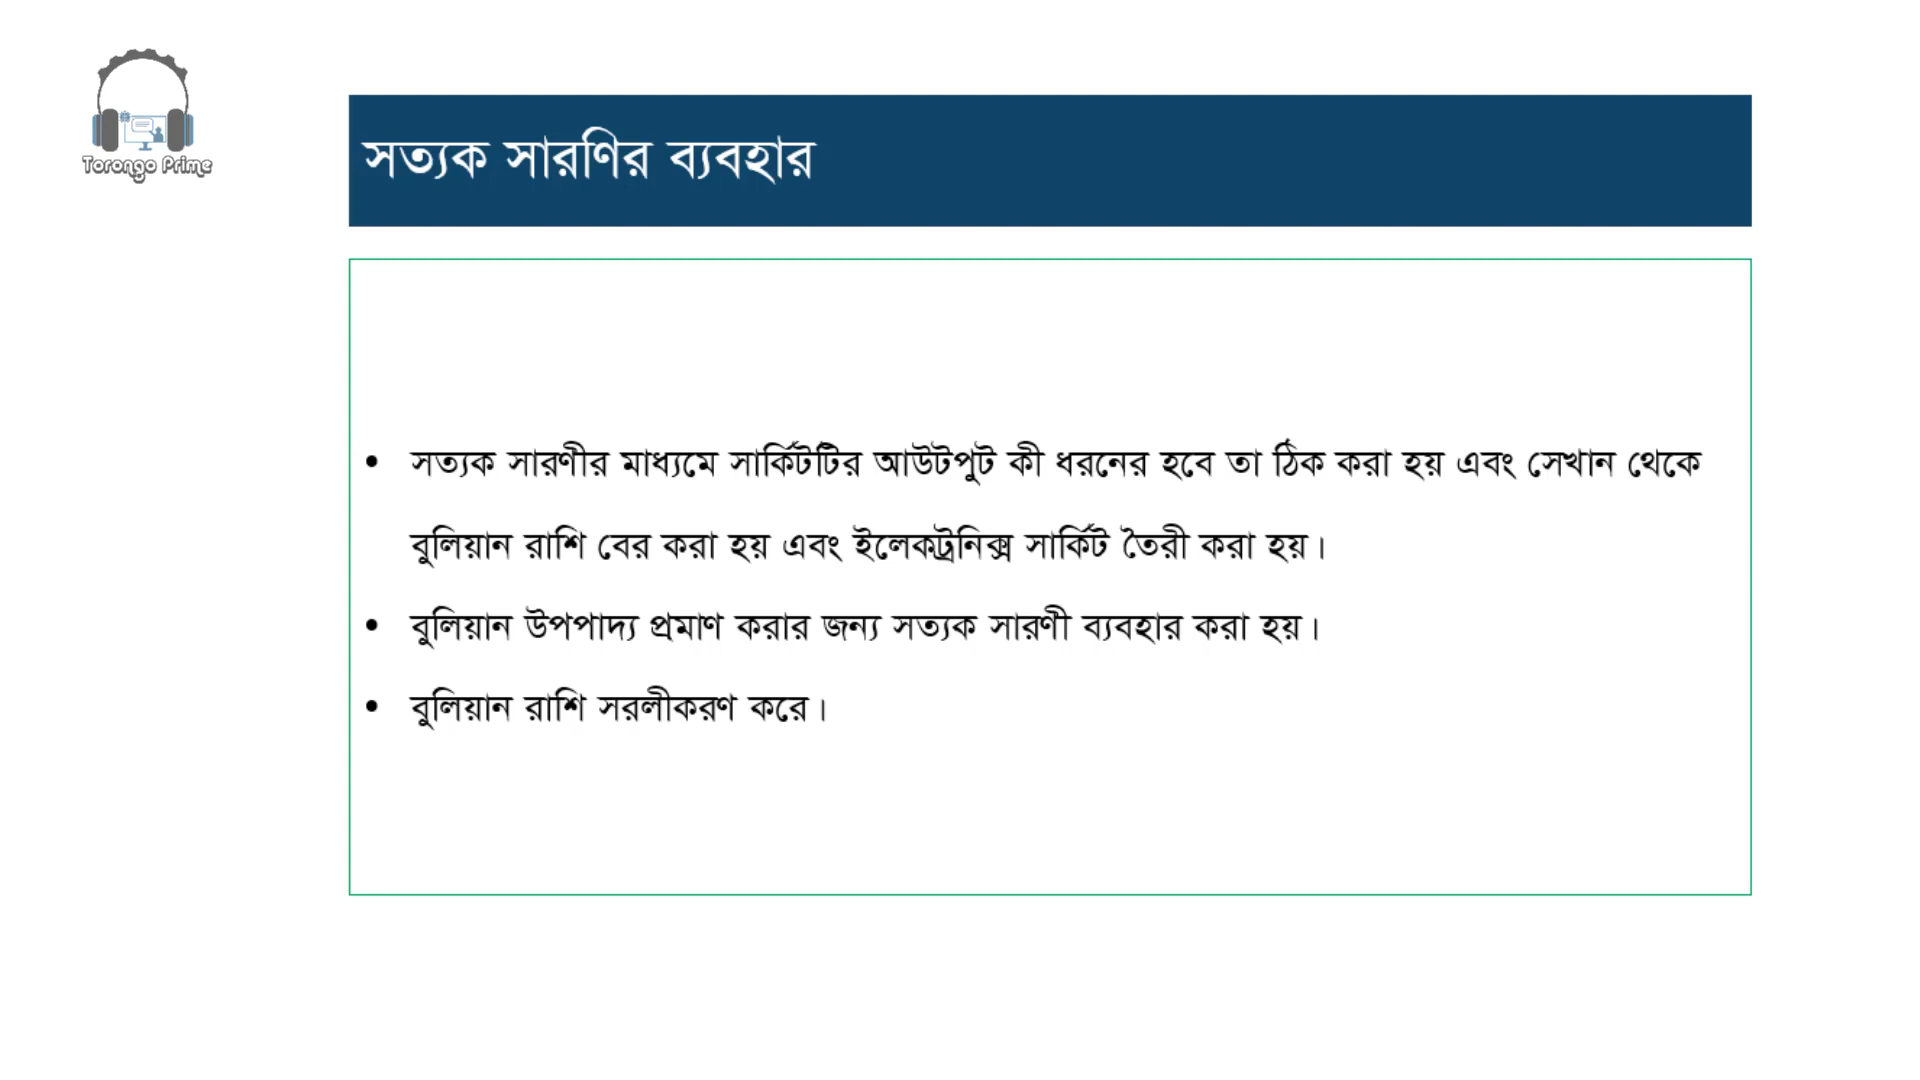 Torongo Prime
সত্যক সারণির ব্যবহার
• সত্যক সারণীর মাধ্যমে সার্কিটটির আউটপুট কী ধরনের হবে তা ঠিক করা হয় এবং সেখান থেকে
বুলিয়ান রাশি বের করা হয় এবং ইলেকট্রনিক্স সার্কিট তৈরী করা হয়।
• বুলিয়ান উপপাদ্য প্রমাণ করার জন্য সত্যক সারণী ব্যবহার করা হয়।
• বুলিয়ান রাশি সরলীকরণ করে।